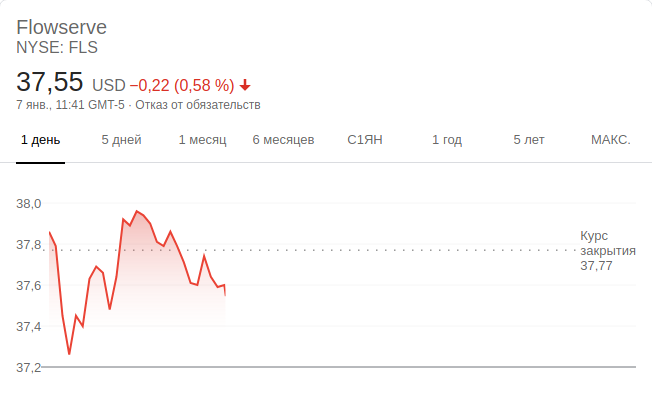 Flowserve
NYSE: FLS
37,55 USD −0,22 (0,58 %)
7 янв., 11:41 GMT-5 · Отказ от обязательств
1 день 5 дней 1 месяц 6 месяцев С1ЯН 1 год 5 лет МАКС.
38,0
37,8
37,6
37,4
37,2
Курс
закрытия
37,77